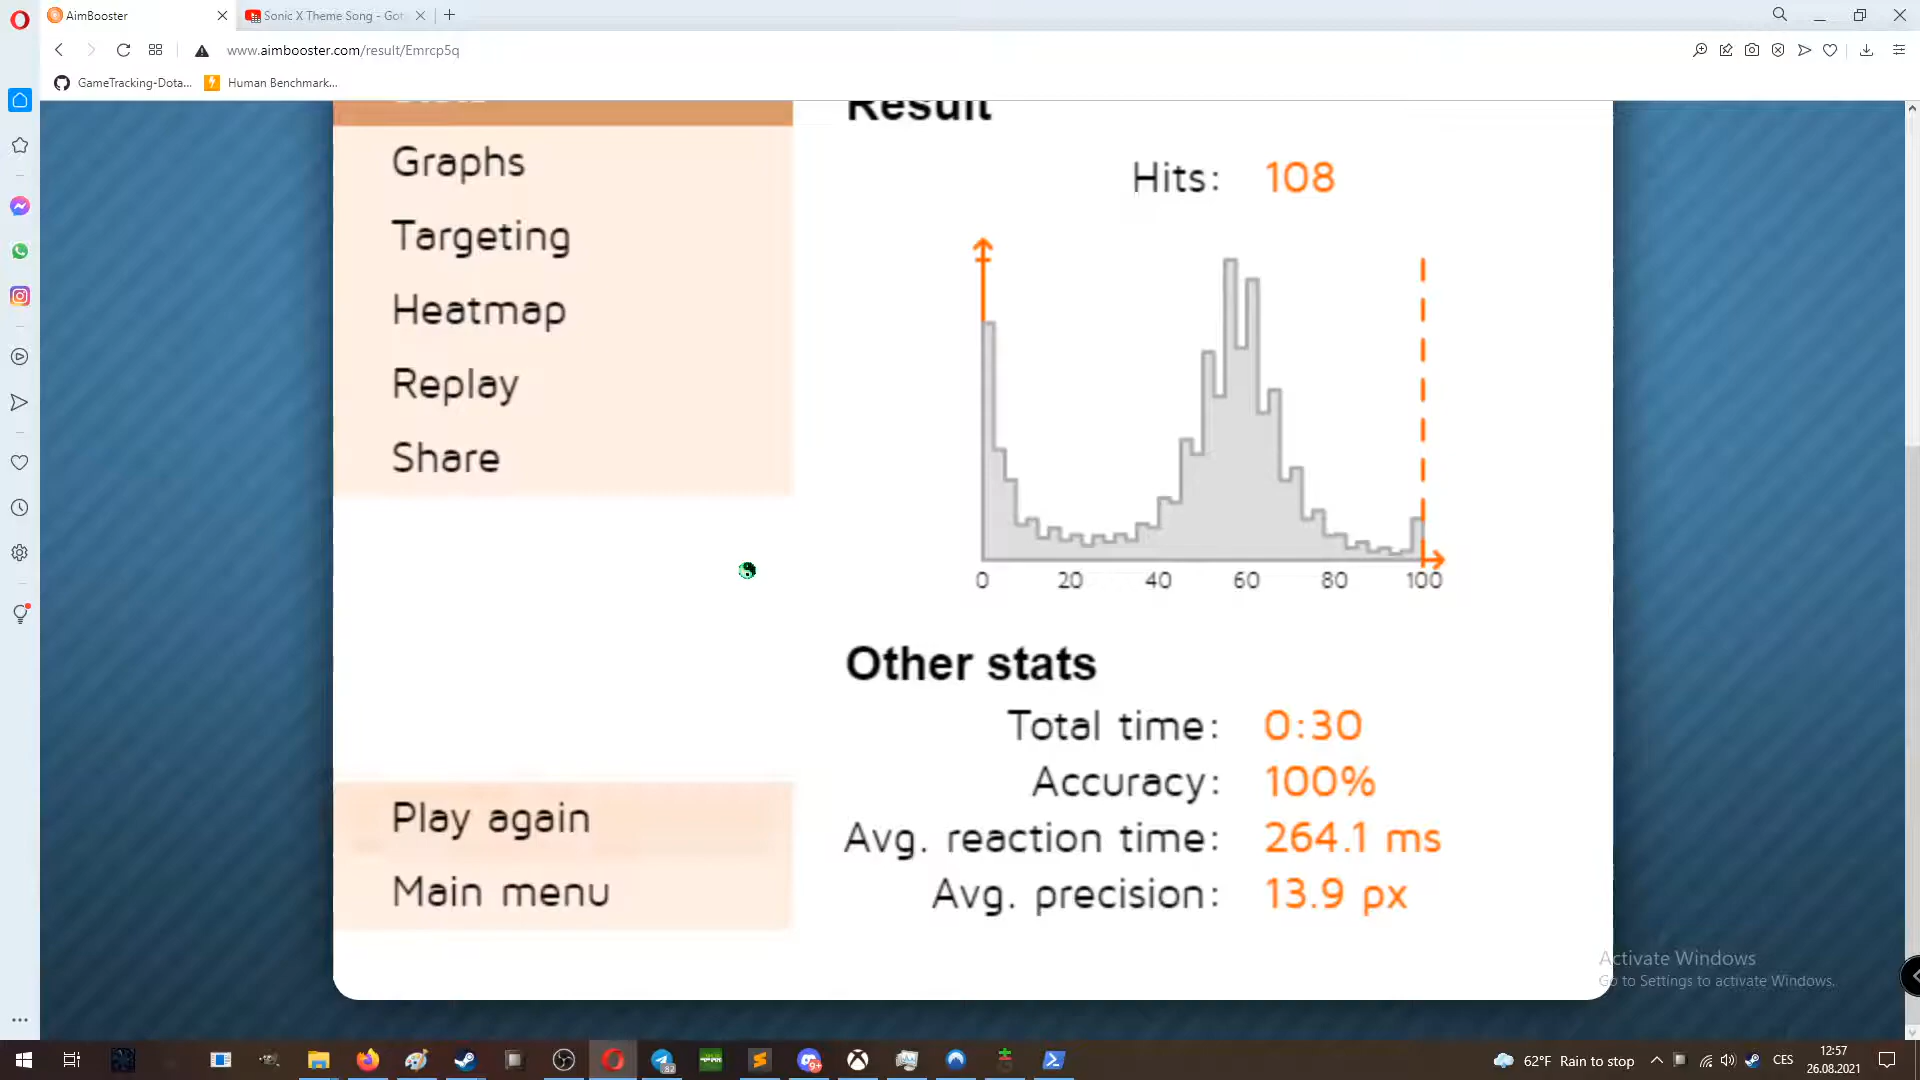 AimBooster
Sonic X Theme Song - Got
www.aimbooster.com/result/Emrcp5q
GameTracking-Dota...
Human Benchmark...
Result
Graphs
Targeting
Heatmap
Replay
Share
Hits: 108
0 20 40 60 80 100
Other stats
Total time: 0:30
Accuracy: 100%
Avg. reaction time: 264.1 ms
Avg. precision: 13.9 px
Play again
Main menu
Activate Windows
Go to Settings to activate Windows.
82
9+
62°F Rain to stop
CES
12:57
26.08.2021